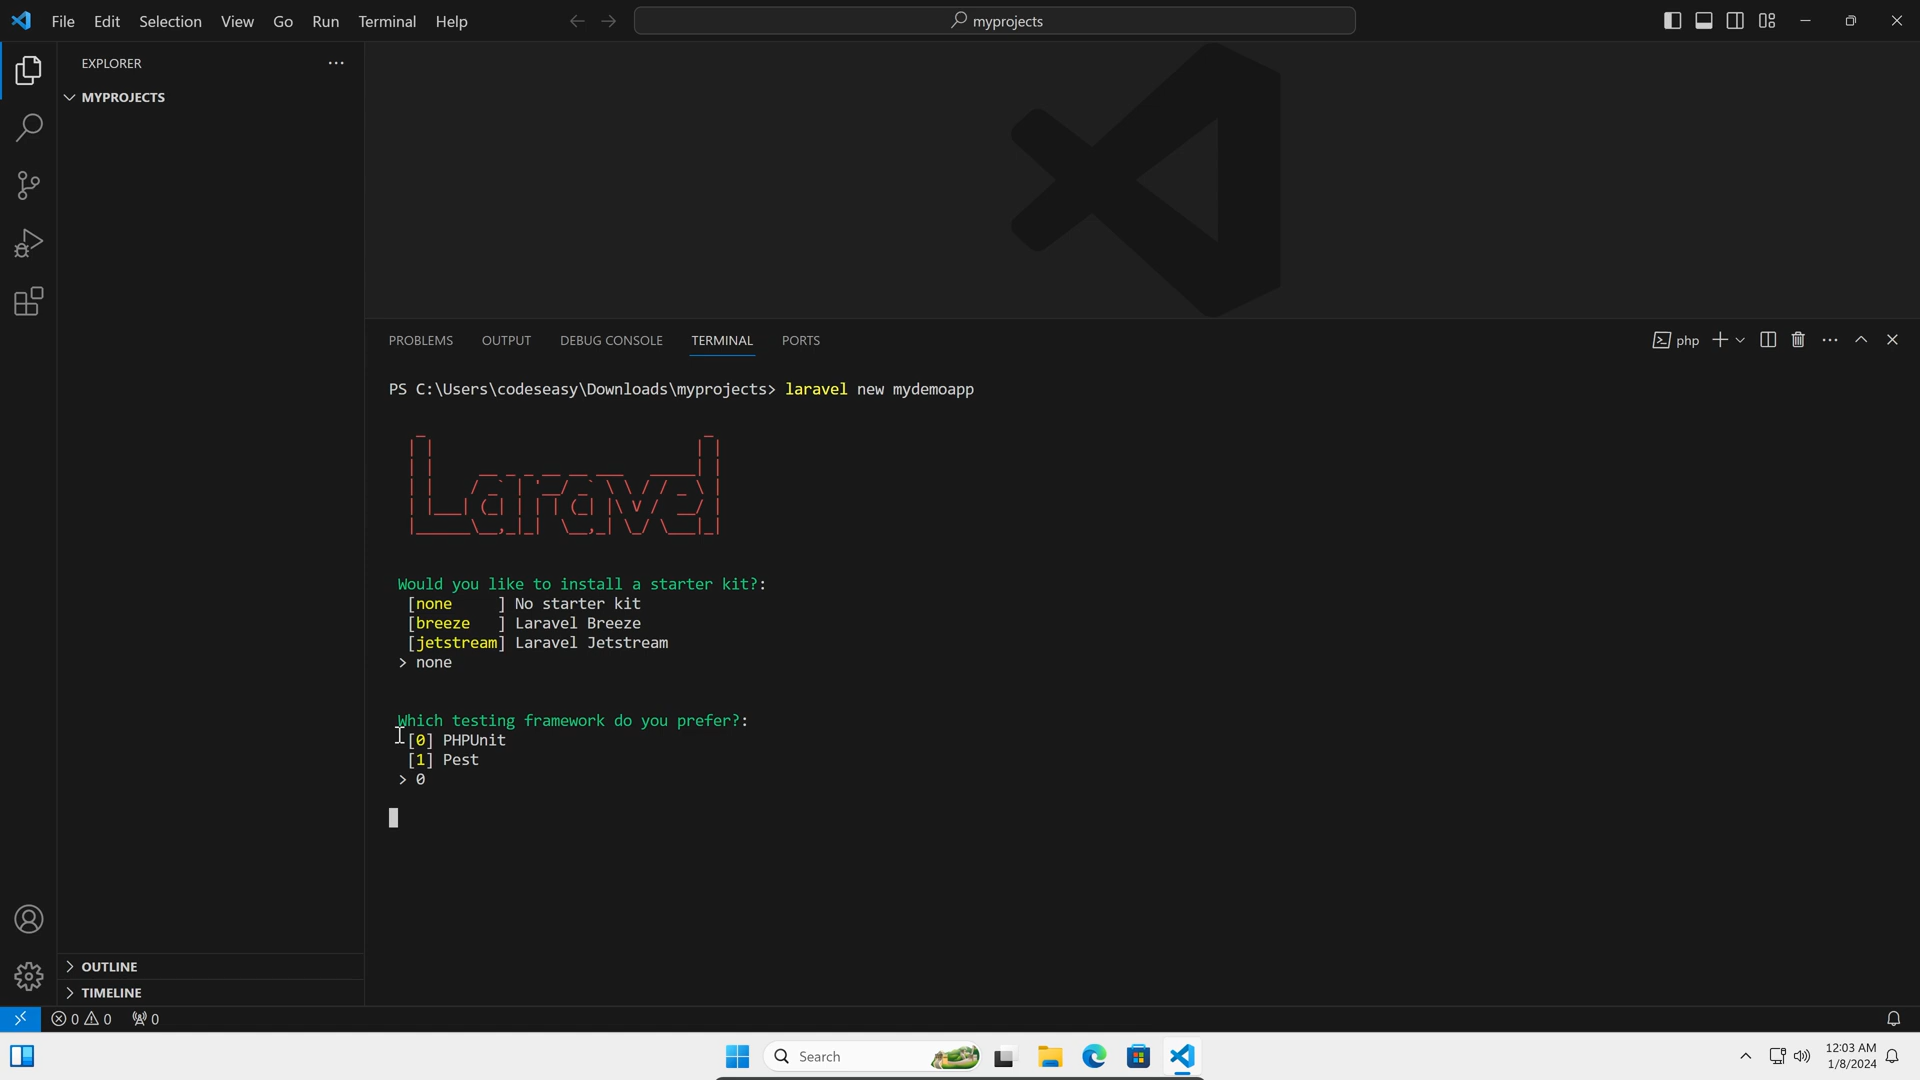 File Edit Selection View Go Run Terminal Help
myprojects
EXPLORER
MYPROJECTS
PROBLEMS OUTPUT DEBUG CONSOLE TERMINAL PORTS
php
PS C:\Users\codeseasy\Downloads\myprojects> laravel new mydemoapp
Laravel
Would you like to install a starter kit?:
[none     ] No starter kit
[breeze   ] Laravel Breeze
[jetstream] Laravel Jetstream
> none
Which testing framework do you prefer?:
[0] PHPUnit
[1] Pest
> 0
OUTLINE
TIMELINE
0 0 0
Search
12:03 AM
1/8/2024